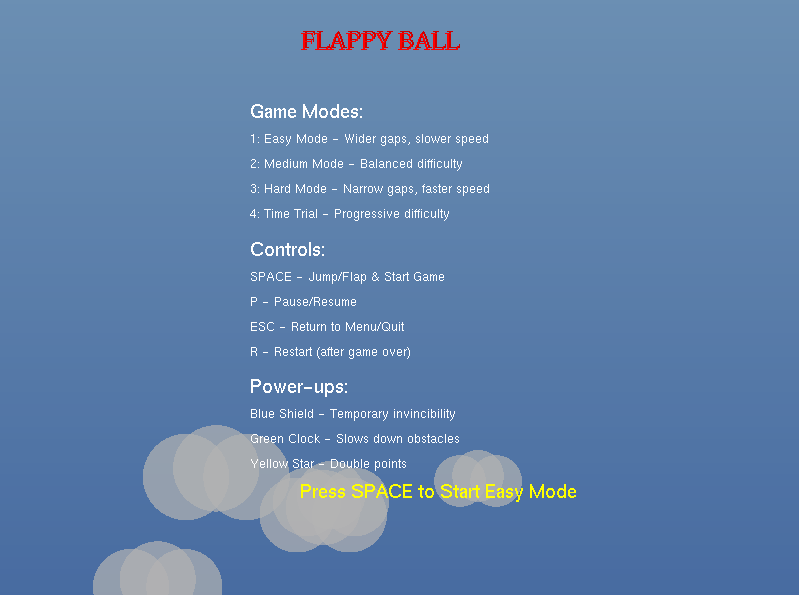 FLAPPY BALL
Game Modes:
1: Easy Mode - Wider gaps, slower speed
2: Medium Mode - Balanced difficulty
3: Hard Mode - Narrow gaps, faster speed
4: Time Trial - Progressive difficulty
Controls:
SPACE - Jump/Flap & Start Game
P - Pause/Resume
ESC - Return to Menu/Quit
R - Restart (after game over)
Power-ups:
Blue Shield - Temporary invincibility
Green Clock - Slows down obstacles
Yellow Star - Double points
Press SPACE to Start Easy Mode